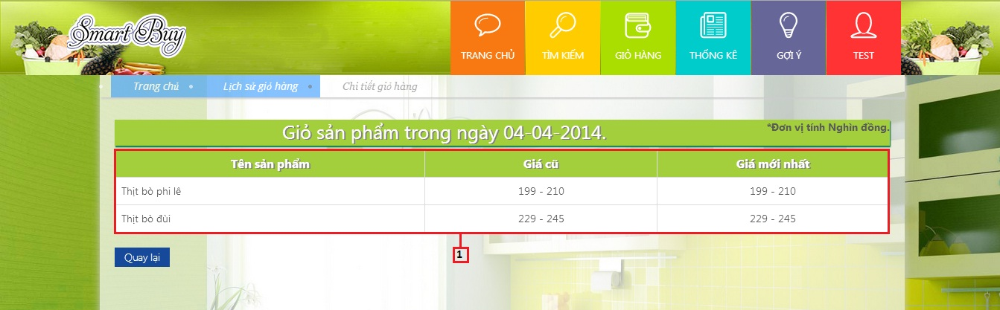 Smart Buy
TRANG CHỦ TÌM KIẾM GIỎ HÀNG THỐNG KÊ GỢI Ý TEST
Trang chủ Lịch sử giỏ hàng Chi tiết giỏ hàng
Giỏ sản phẩm trong ngày 04-04-2014. *Đơn vị tính Nghìn đồng.
Tên sản phẩm Giá cũ Giá mới nhất
Thịt bò phi lê 199 - 210 199 - 210
Thịt bò đùi 229 - 245 229 - 245
1
Quay lại